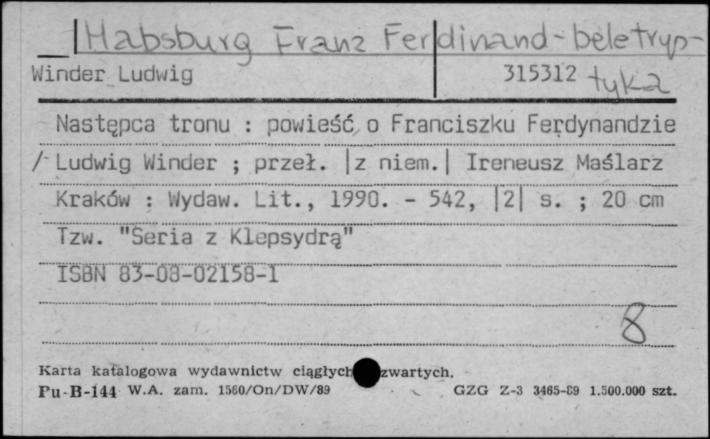 Habsburg Franz Ferdinand - beletrys-
tyka
Winder Ludwig 315312
Następca tronu : powieść o Franciszku Ferdynandzie
/ Ludwig Winder ; przeł. |z niem.| Ireneusz Maślarz
Kraków : Wydaw. Lit., 1990. - 542, |2| s. ; 20 cm
Tzw. "Seria z Klepsydrą"
ISBN 83-08-02158-1
8
Karta katalogowa wydawnictw ciągłych zwartych.
Pu-B-144 W.A. zam. 1560/On/DW/89 GZG Z-3 3465-89 1.500.000 szt.